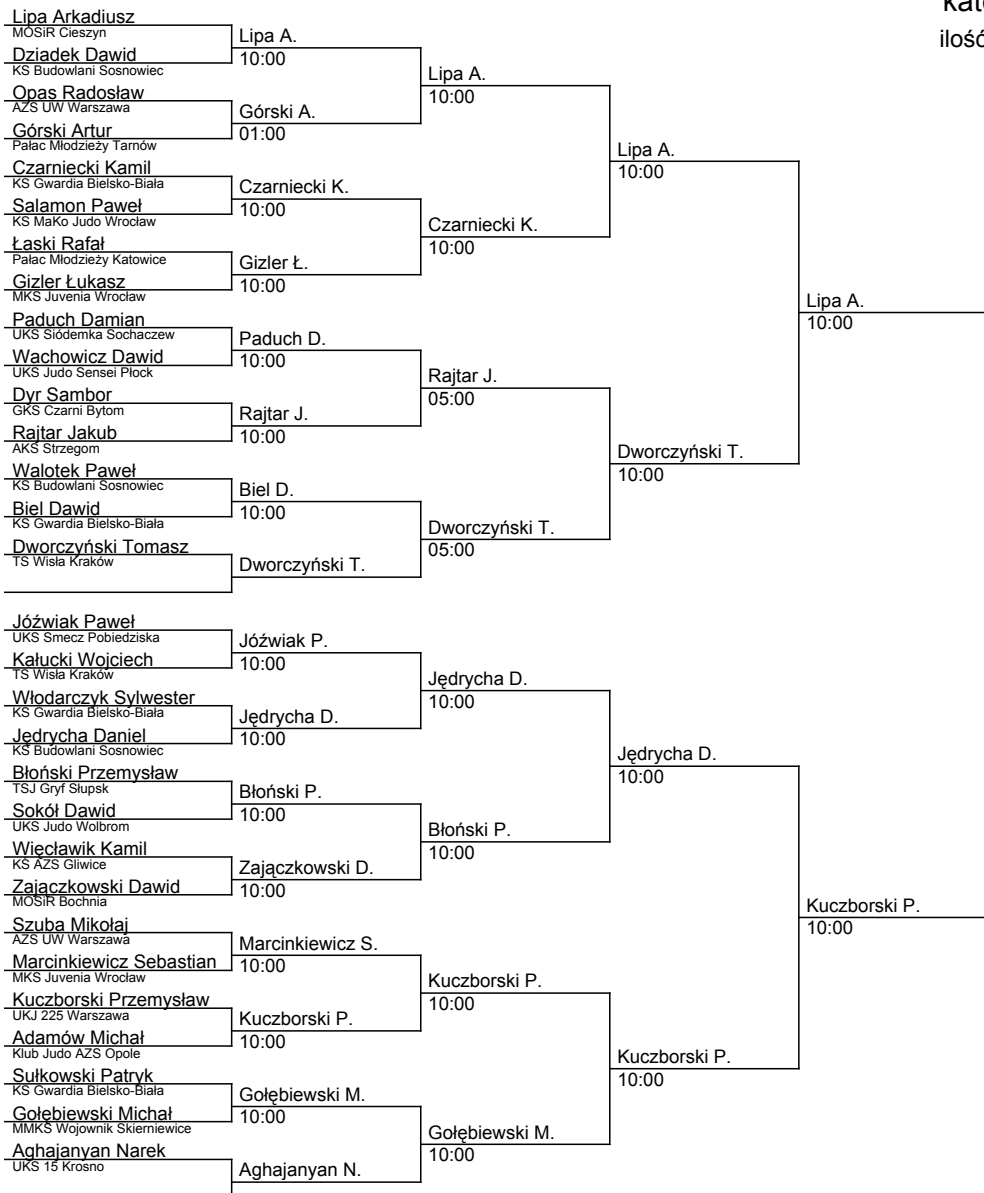 kat
ilość
Lipa Arkadiusz
MOSiR Cieszyn
Dziadek Dawid
KS Budowlani Sosnowiec
Opas Radosław
AZS UW Warszawa
Górski Artur
Pałac Młodzieży Tarnów
Czarniecki Kamil
KS Gwardia Bielsko-Biała
Salamon Paweł
KS MaKo Judo Wrocław
Łaski Rafał
Pałac Młodzieży Katowice
Gizler Łukasz
MKS Juvenia Wrocław
Paduch Damian
UKS Siódemka Sochaczew
Wachowicz Dawid
UKS Judo Sensei Płock
Dyr Sambor
GKS Czarni Bytom
Rajtar Jakub
AKS Strzegom
Walotek Paweł
KS Budowlani Sosnowiec
Biel Dawid
KS Gwardia Bielsko-Biała
Dworczyński Tomasz
TS Wisła Kraków
Jóźwiak Paweł
UKS Smecz Pobiedziska
Kałucki Wojciech
TS Wisła Kraków
Włodarczyk Sylwester
KS Gwardia Bielsko-Biała
Jędrycha Daniel
KS Budowlani Sosnowiec
Błoński Przemysław
TSJ Gryf Słupsk
Sokół Dawid
UKS Judo Wolbrom
Więcławik Kamil
KS AZS Gliwice
Zajączkowski Dawid
MOSiR Bochnia
Szuba Mikołaj
AZS UW Warszawa
Marcinkiewicz Sebastian
MKS Juvenia Wrocław
Kuczborski Przemysław
UKJ 225 Warszawa
Adamów Michał
Klub Judo AZS Opole
Sułkowski Patryk
KS Gwardia Bielsko-Biała
Gołębiewski Michał
MMKS Wojownik Skierniewice
Aghajanyan Narek
UKS 15 Krosno
Lipa A.
10:00
Górski A.
01:00
Czarniecki K.
10:00
Gizler Ł.
10:00
Paduch D.
10:00
Rajtar J.
10:00
Biel D.
10:00
Dworczyński T.
Jóźwiak P.
10:00
Jędrycha D.
10:00
Błoński P.
10:00
Zajączkowski D.
10:00
Marcinkiewicz S.
10:00
Kuczborski P.
10:00
Gołębiewski M.
10:00
Aghajanyan N.
Lipa A.
10:00
Czarniecki K.
10:00
Rajtar J.
05:00
Dworczyński T.
05:00
Jędrycha D.
10:00
Błoński P.
10:00
Kuczborski P.
10:00
Gołębiewski M.
10:00
Lipa A.
10:00
Dworczyński T.
10:00
Jędrycha D.
10:00
Kuczborski P.
10:00
Lipa A.
10:00
Kuczborski P.
10:00